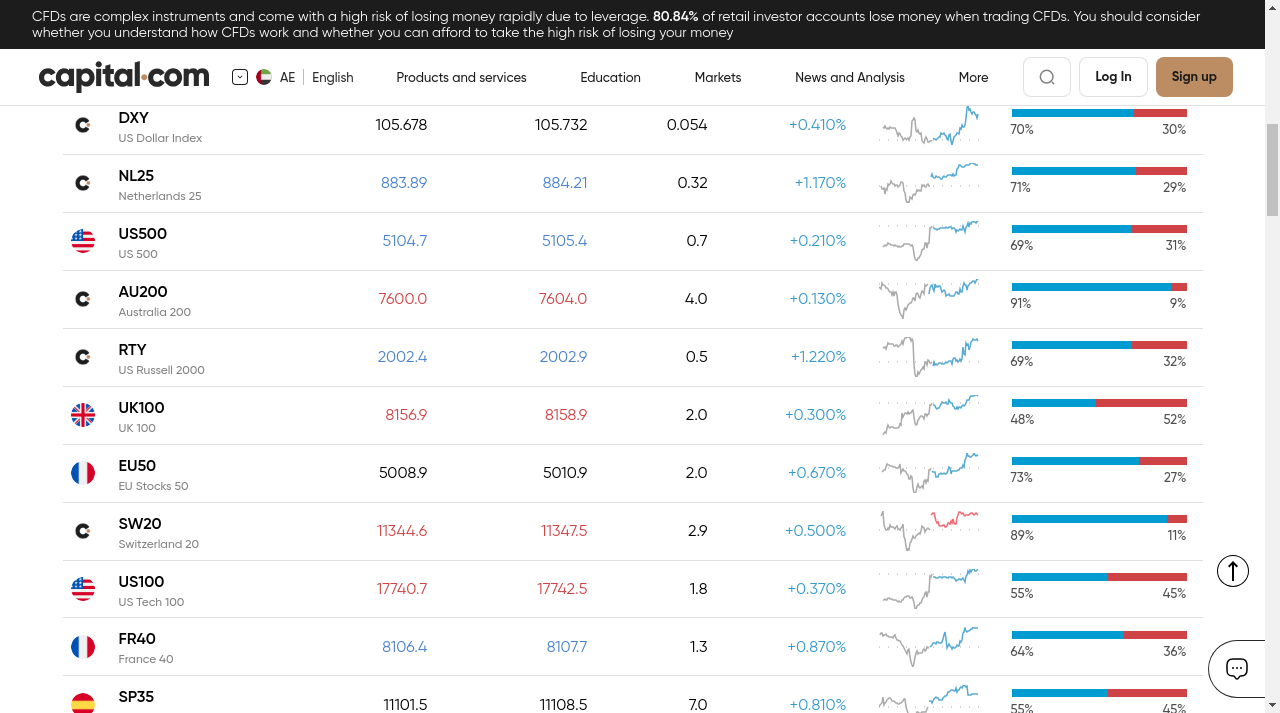 CFDs are complex instruments and come with a high risk of losing money rapidly due to leverage. 80.84% of retail investor accounts lose money when trading CFDs. You should consider
whether you understand how CFDs work and whether you can afford to take the high risk of losing your money
capital.com AE English Products and services Education Markets News and Analysis More Log In Sign up
DXY 105.678 105.732 0.054 +0.410%
US Dollar Index 70% 30%
NL25 883.89 884.21 0.32 +1.170%
Netherlands 25 71% 29%
US500 5104.7 5105.4 0.7 +0.210%
US 500 69% 31%
AU200 7600.0 7604.0 4.0 +0.130%
Australia 200 91% 9%
RTY 2002.4 2002.9 0.5 +1.220%
US Russell 2000 69% 32%
UK100 8156.9 8158.9 2.0 +0.300%
UK 100 48% 52%
EU50 5008.9 5010.9 2.0 +0.670%
EU Stocks 50 73% 27%
SW20 11344.6 11347.5 2.9 +0.500%
Switzerland 20 89% 11%
US100 17740.7 17742.5 1.8 +0.370%
US Tech 100 55% 45%
FR40 8106.4 8107.7 1.3 +0.870%
France 40 64% 36%
SP35 11101.5 11108.5 7.0 +0.810%
55% 45%